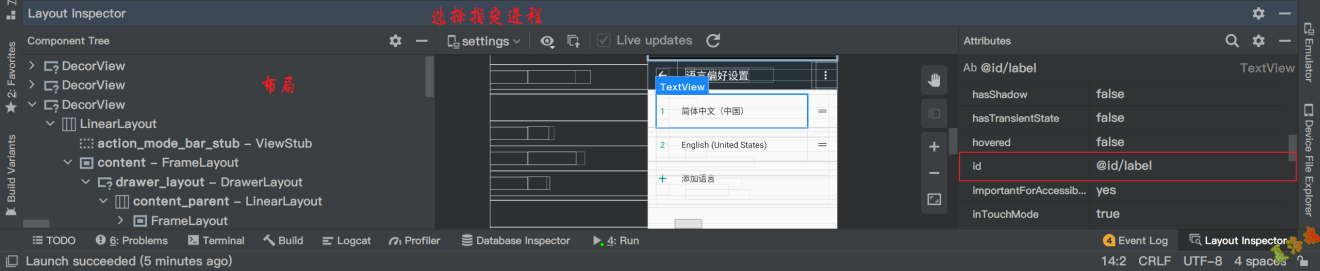 Layout Inspector
选择指定进程
Component Tree
settings
Live updates
Attributes
DecorView
DecorView
布局
DecorView
LinearLayout
action_mode_bar_stub – ViewStub
content – FrameLayout
drawer_layout – DrawerLayout
content_parent – LinearLayout
FrameLayout
语言偏好设置
TextView
1 简体中文（中国）
2 English (United States)
+ 添加语言
Ab @id/label TextView
hasShadow false
hasTransientState false
hovered false
id @id/label
importantForAccessib... yes
inTouchMode true
2: Favorites
Build Variants
Emulator
Device File Explorer
TODO
6: Problems
Terminal
Build
Logcat
Profiler
Database Inspector
4: Run
4 Event Log
Layout Inspector
Launch succeeded (5 minutes ago)
14:2 CRLF UTF-8 4 spaces